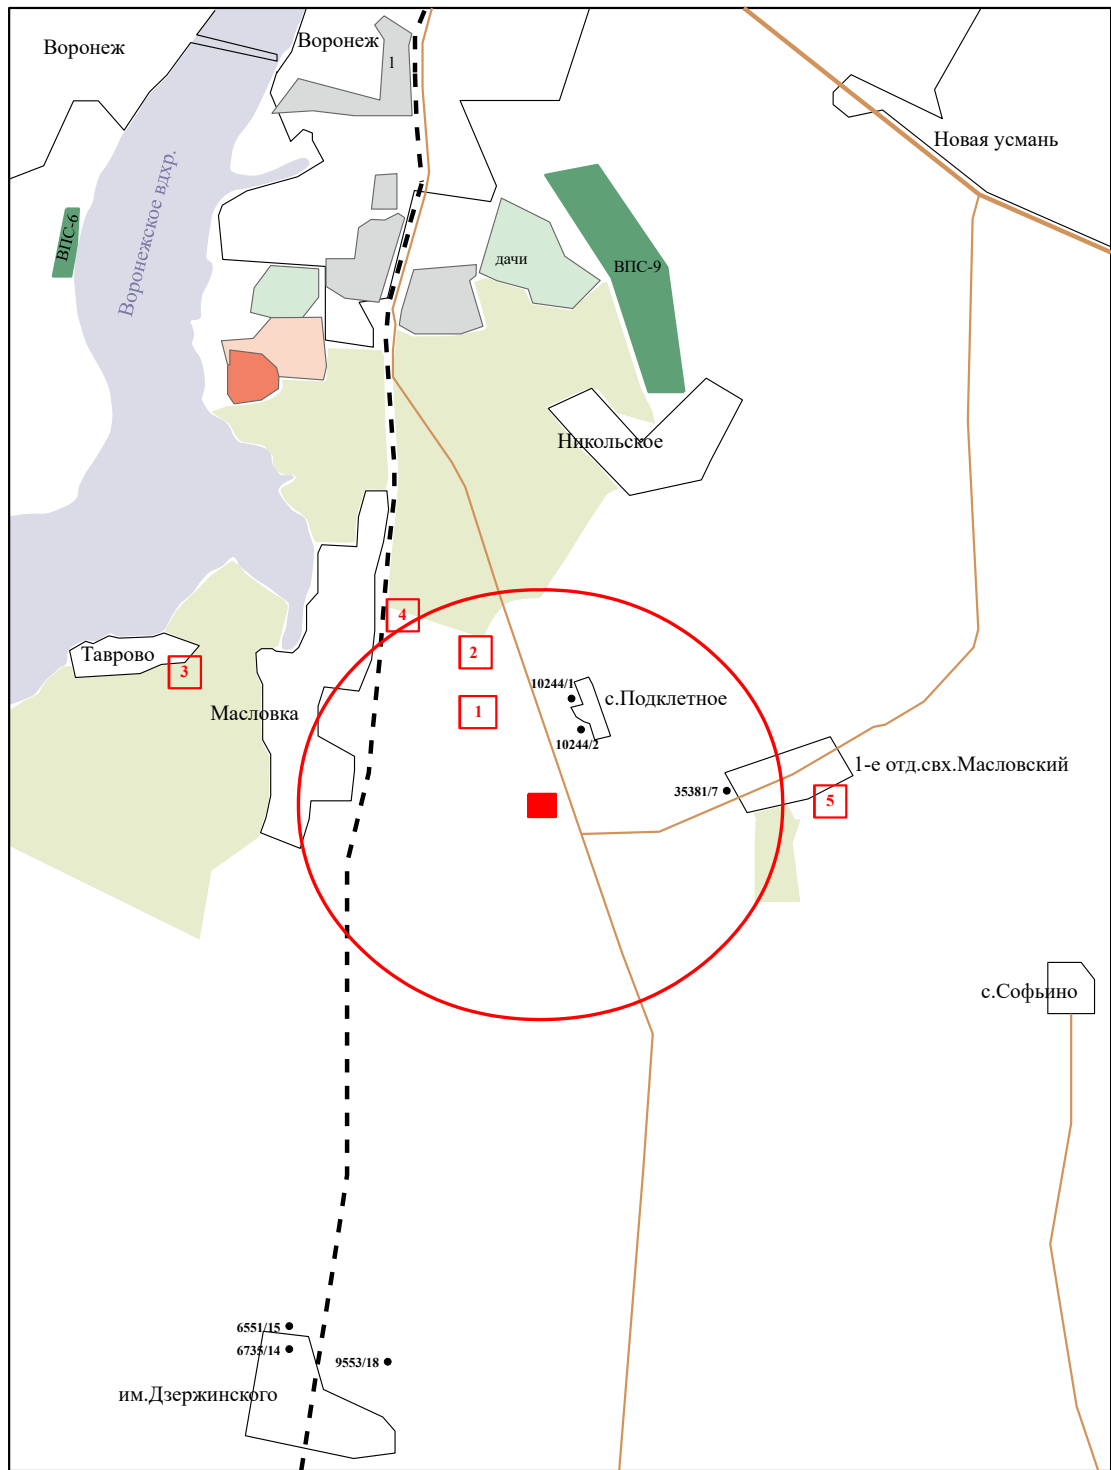 Воронеж
Воронеж
1
Новая усмань
Воронежское вдхр.
ВПС-6
дачи
ВПС-9
Никольское
4
2
Таврово
3
10244/1
с.Подклетное
1
Масловка
10244/2
1-е отд.свх.Масловский
35381/7
5
с.Софьино
6551/15
6735/14
9553/18
им.Дзержинского